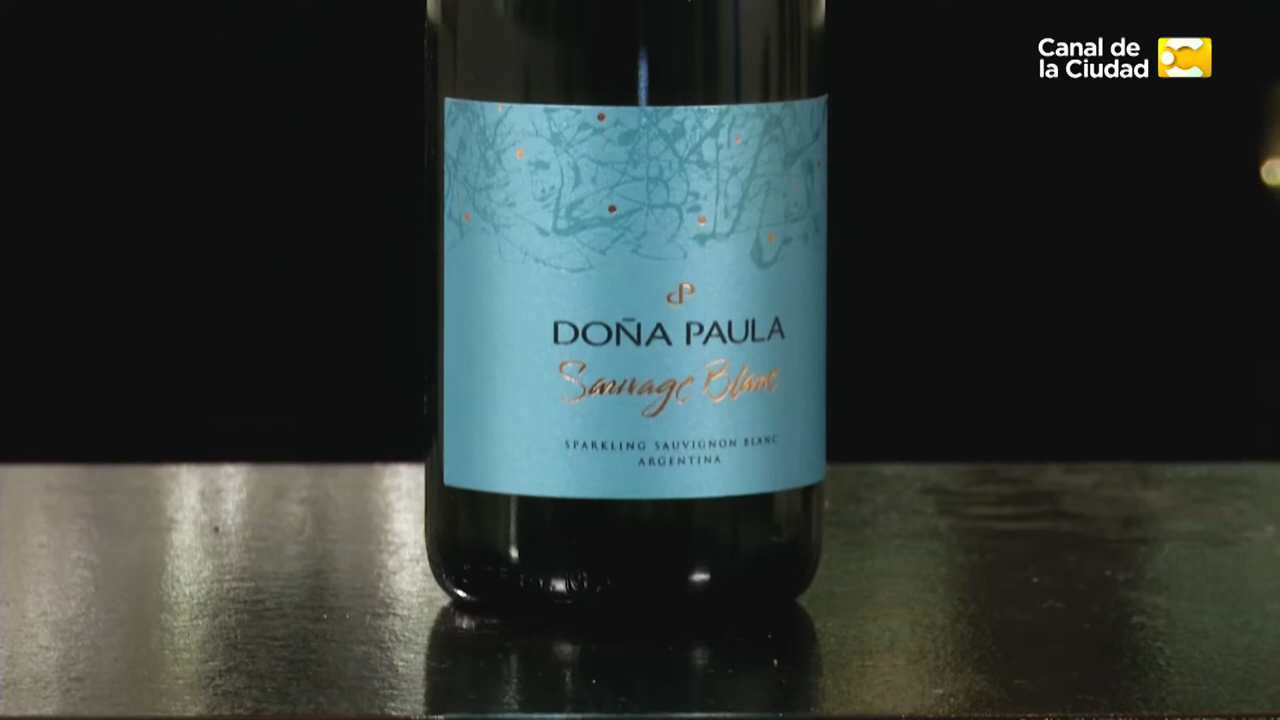 Canal de
la Ciudad
DOÑA PAULA
Sauvage Blanc
SPARKLING SAUVIGNON BLANC
ARGENTINA